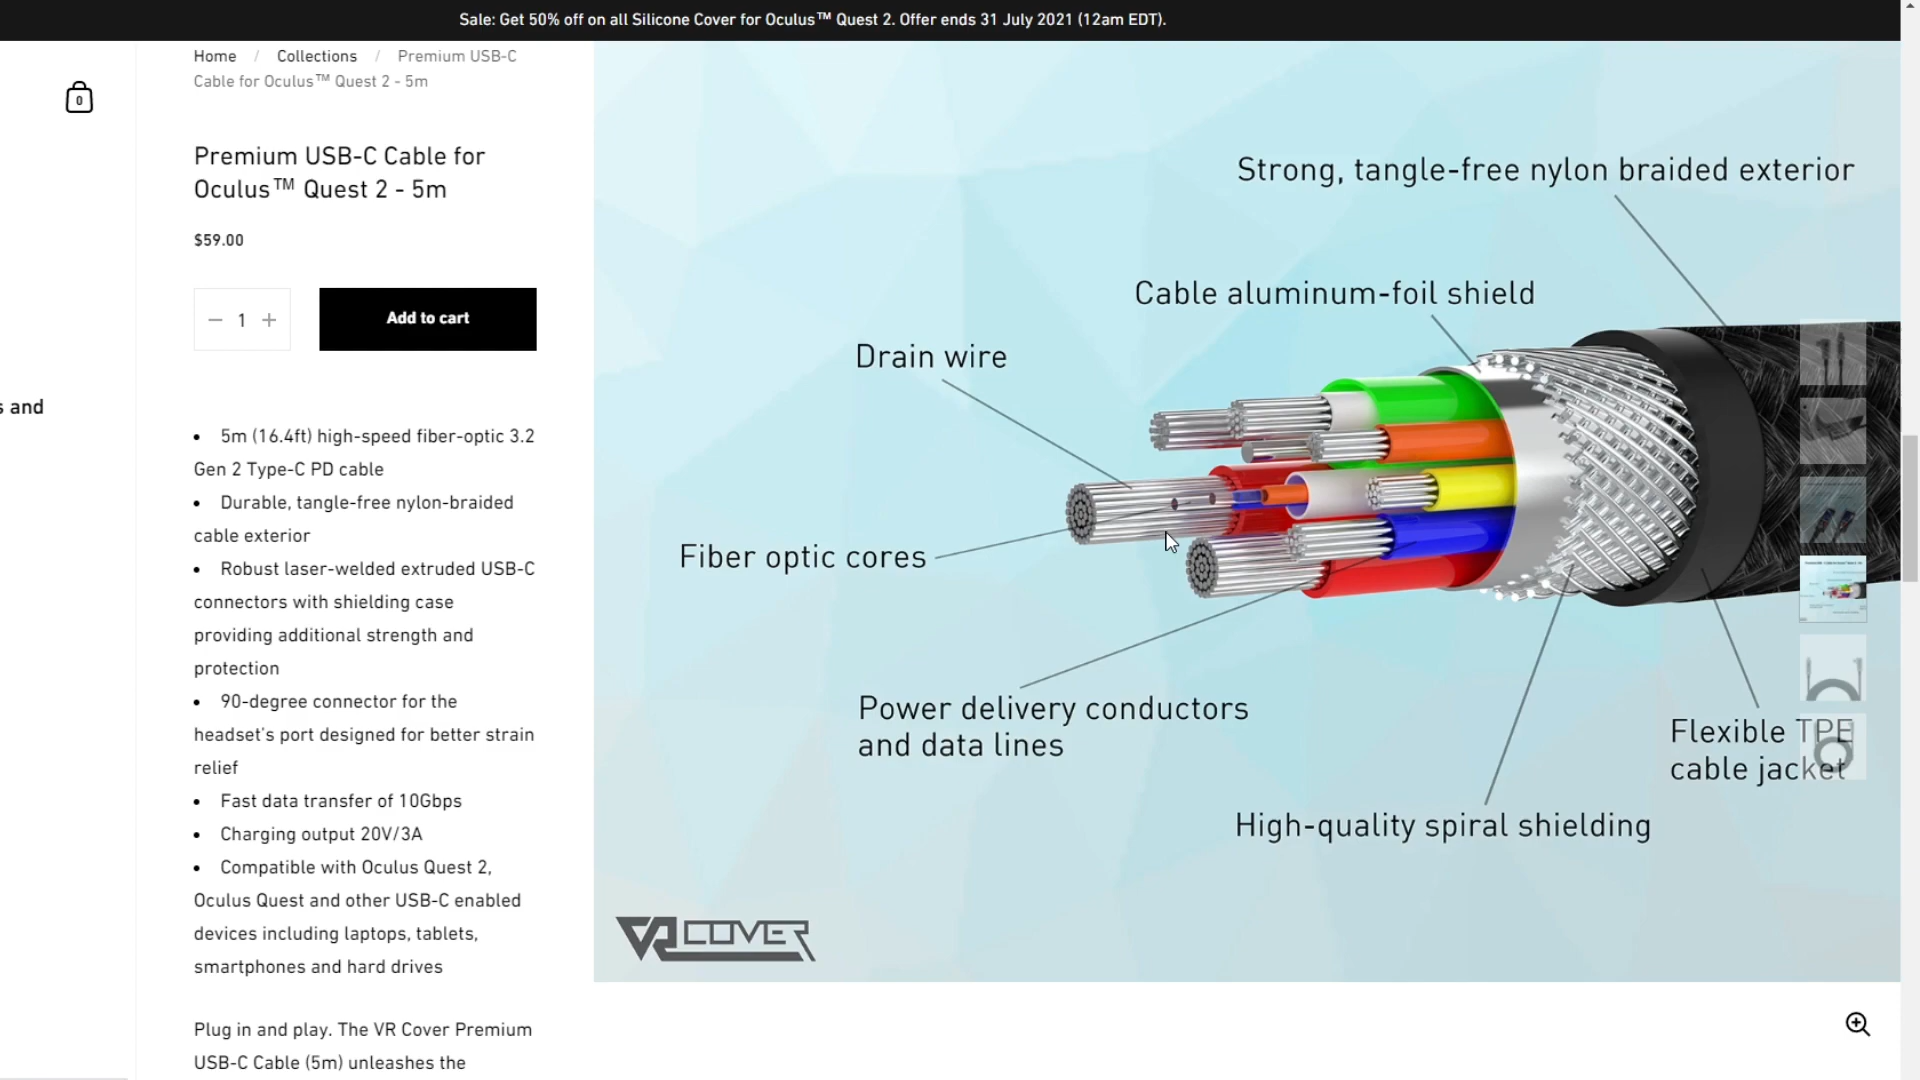 Sale: Get 50% off on all Silicone Cover for Oculus™ Quest 2. Offer ends 31 July 2021 (12am EDT).
Home / Collections / Premium USB-C
Cable for Oculus™ Quest 2 - 5m
0
Premium USB-C Cable for
Oculus™ Quest 2 - 5m
$59.00
− 1 +
Add to cart
s and
• 5m (16.4ft) high-speed fiber-optic 3.2
Gen 2 Type-C PD cable
• Durable, tangle-free nylon-braided
cable exterior
• Robust laser-welded extruded USB-C
connectors with shielding case
providing additional strength and
protection
• 90-degree connector for the
headset's port designed for better strain
relief
• Fast data transfer of 10Gbps
• Charging output 20V/3A
• Compatible with Oculus Quest 2,
Oculus Quest and other USB-C enabled
devices including laptops, tablets,
smartphones and hard drives
Plug in and play. The VR Cover Premium
USB-C Cable (5m) unleashes the
Strong, tangle-free nylon braided exterior
Cable aluminum-foil shield
Drain wire
Fiber optic cores
Power delivery conductors
and data lines
Flexible TPE
cable jacket
High-quality spiral shielding
VR COVER